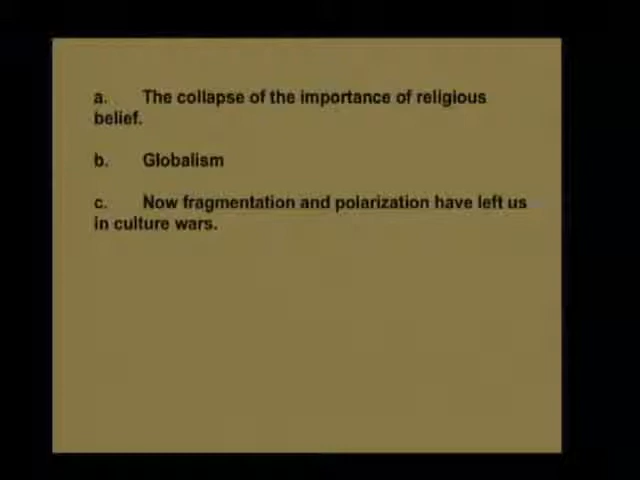 a. The collapse of the importance of religious
belief.
b. Globalism
c. Now fragmentation and polarization have left us
in culture wars.